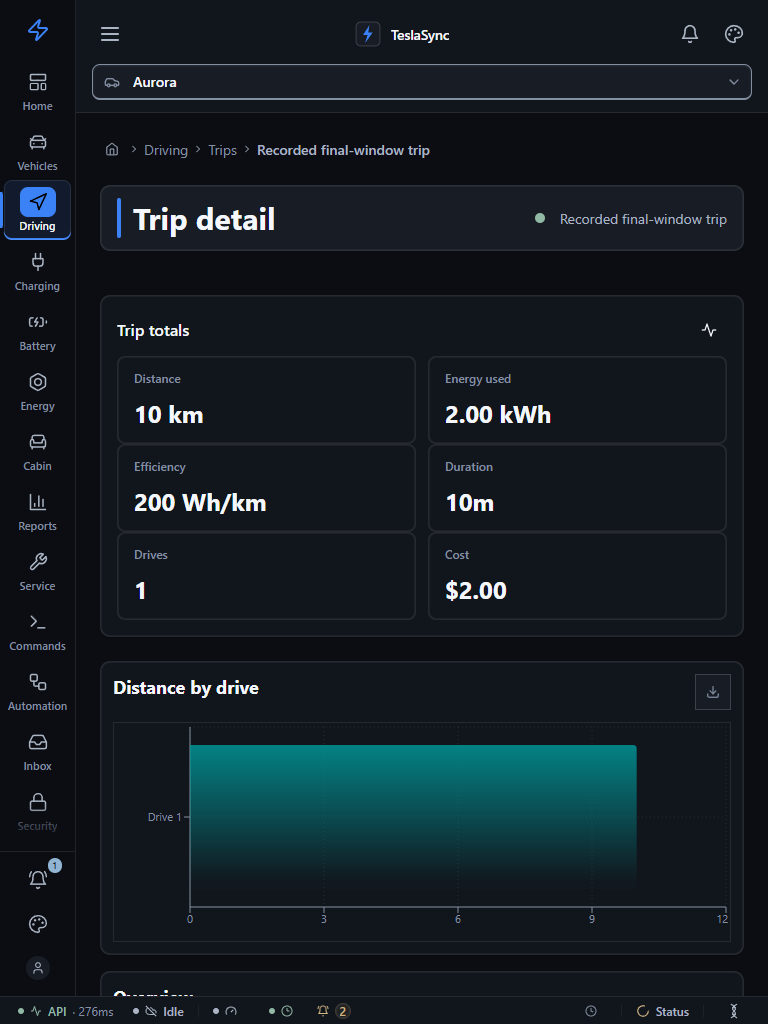 TeslaSync
Aurora
Home
Vehicles
Driving
Charging
Battery
Energy
Cabin
Reports
Service
Commands
Automation
Inbox
Security
1
Driving
Trips
Recorded final-window trip
Trip detail
Recorded final-window trip
Trip totals
Distance
10 km
Energy used
2.00 kWh
Efficiency
200 Wh/km
Duration
10m
Drives
1
Cost
$2.00
Distance by drive
Drive 1
0 3 6 9 12
Overview
API · 276ms
Idle
2
Status